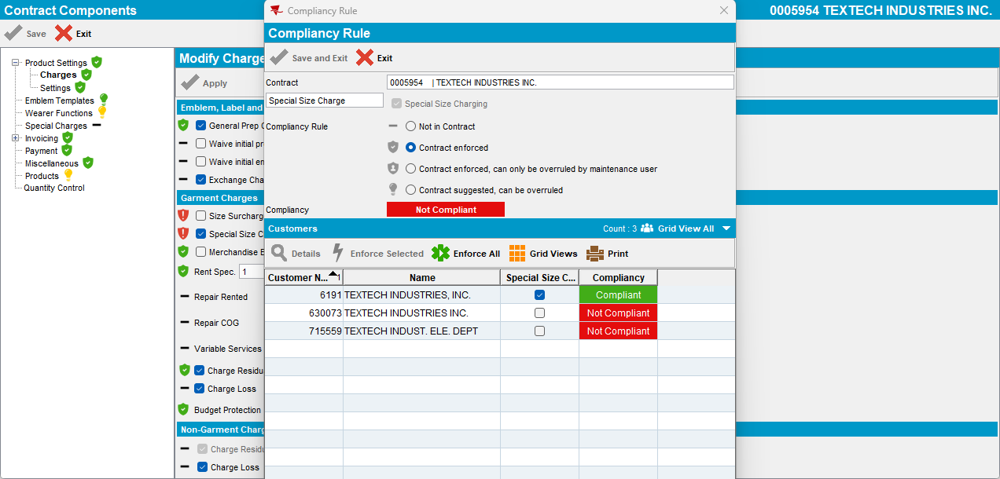 Contract Components
0005954 TEXTECH INDUSTRIES INC.
Save Exit
Product Settings
Charges
Settings
Emblem Templates
Wearer Functions
Special Charges
Invoicing
Payment
Miscellaneous
Products
Quantity Control
Modify Charge
Apply
Emblem, Label and
General Prep
Waive initial
Waive initial
Exchange
Garment Charges
Size Surcharg
Special Size
Merchandise
Rent Spec. 1
Repair Rented
Repair COG
Variable Services
Charge Residu
Charge Loss
Budget Protection
Non-Garment Charg
Charge Residu
Charge Loss
Compliancy Rule
Compliancy Rule
Save and Exit Exit
Contract 0005954 | TEXTECH INDUSTRIES INC.
Special Size Charge Special Size Charging
Compliancy Rule Not in Contract
Contract enforced
Contract enforced, can only be overruled by maintenance user
Contract suggested, can be overruled
Compliancy Not Compliant
Customers Count : 3 Grid View All
Details Enforce Selected Enforce All Grid Views Print
Customer N... 1 Name Special Size C... Compliancy
6191 TEXTECH INDUSTRIES, INC. Compliant
630073 TEXTECH INDUSTRIES INC. Not Compliant
715559 TEXTECH INDUST. ELE. DEPT Not Compliant